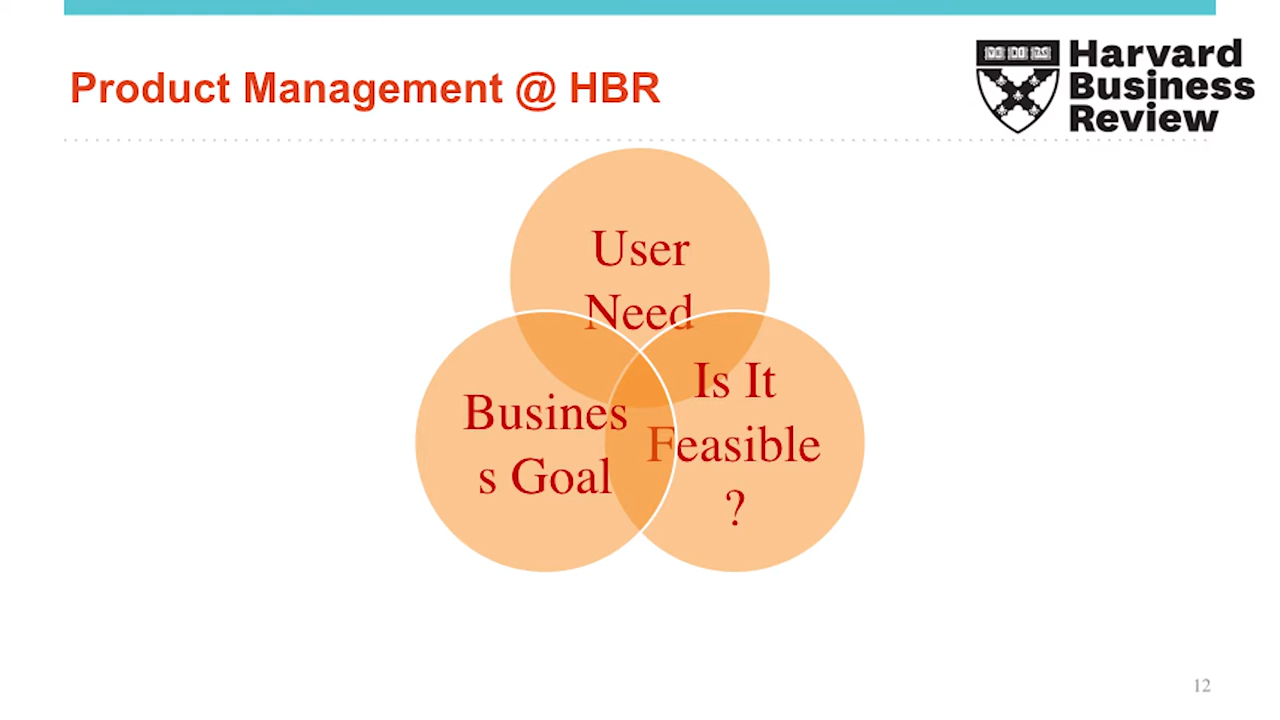 Product Management @ HBR
Harvard
Business
Review
User
Need
Busines
s Goal
Is It
Feasible
?
12